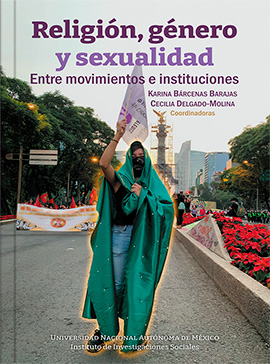 Religión, género
y sexualidad
Entre movimientos e instituciones
Karina Bárcenas Barajas
Cecilia Delgado-Molina
Coordinadoras
Universidad Nacional Autónoma de México
Instituto de Investigaciones Sociales